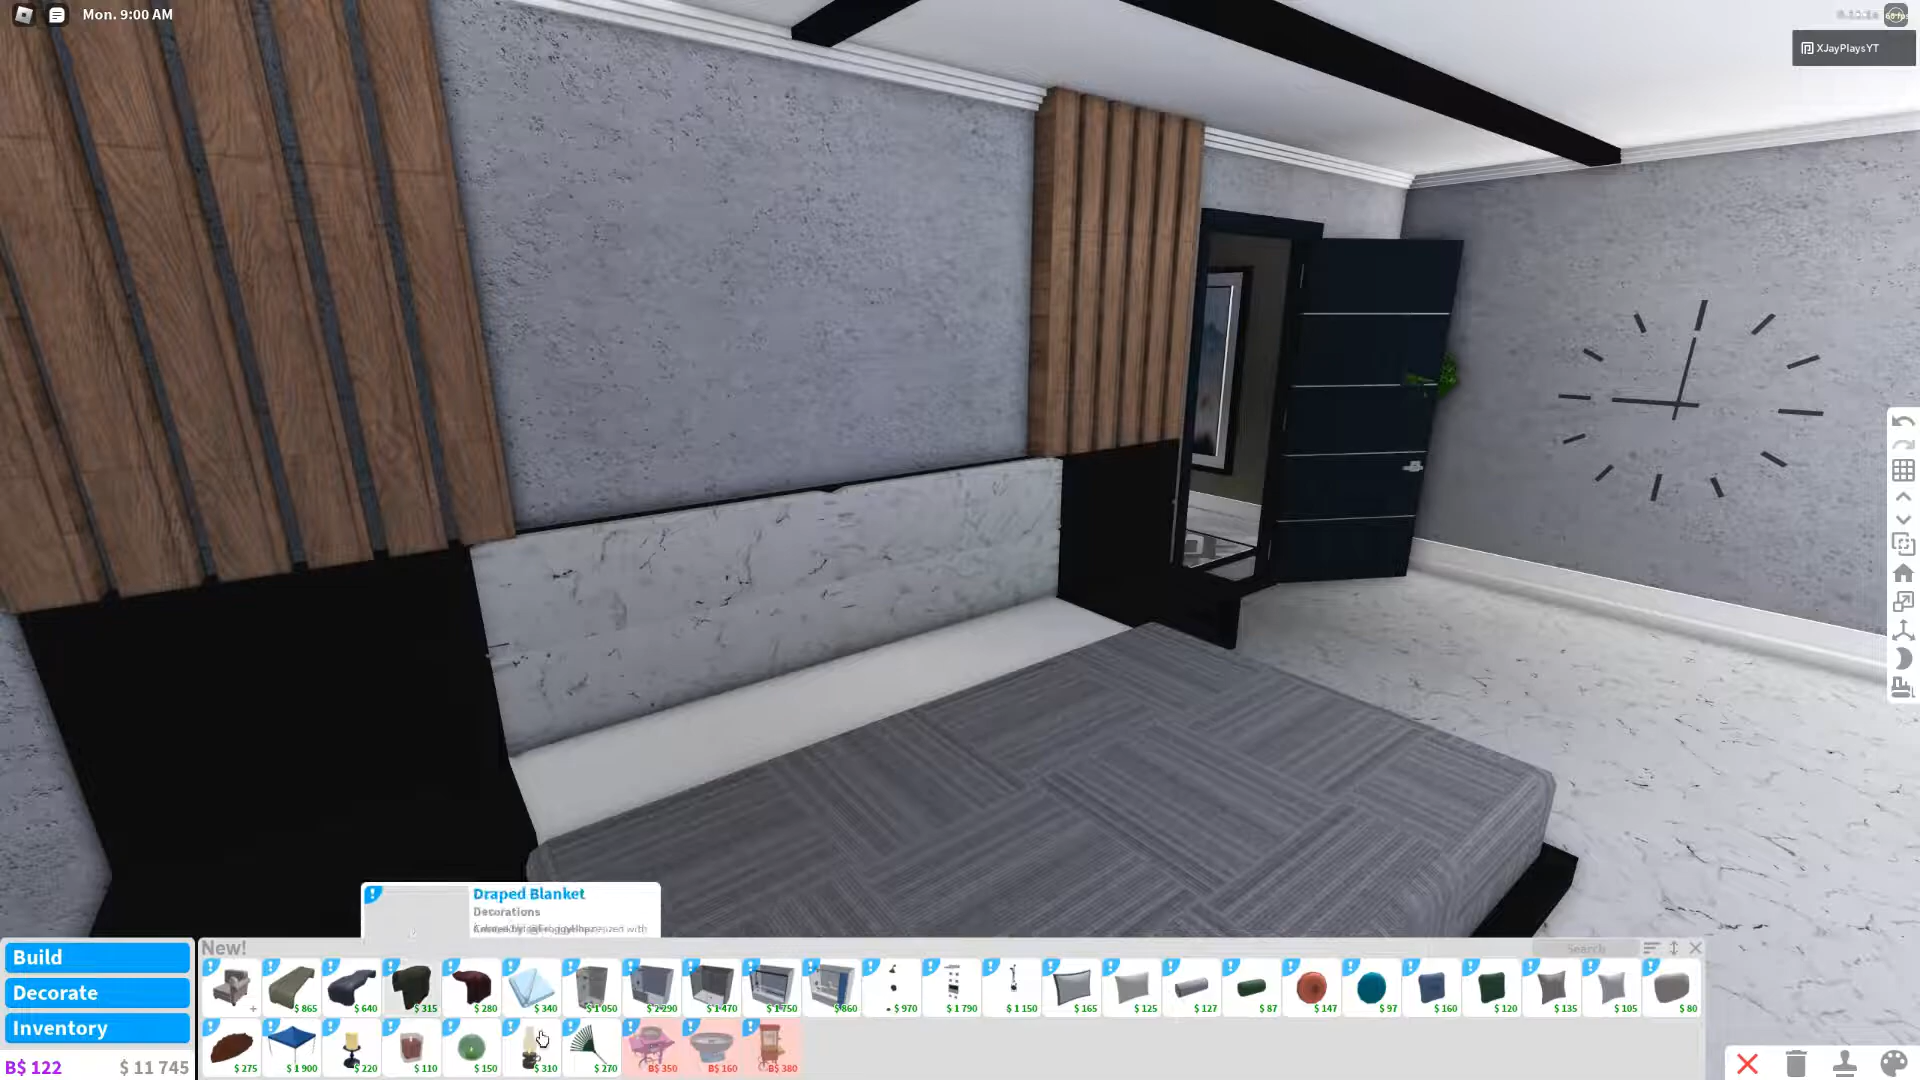 Mon. 9:00 AM
XJayPlaysYT
Draped Blanket
Decorations
New!
Search
Build
Decorate
Inventory
B$ 122
$ 11 745
+
$ 865
$ 640
$ 315
$ 280
$ 340
$1 050
$2 290
$1 470
$1 750
$860
$ 970
$ 1 790
$ 1 150
$ 165
$ 125
$ 127
$ 87
$ 147
$ 97
$ 160
$ 120
$ 135
$ 105
$ 80
$ 275
$ 1 900
$ 220
$ 110
$ 150
$ 310
$ 270
B$ 350
B$ 160
B$ 380